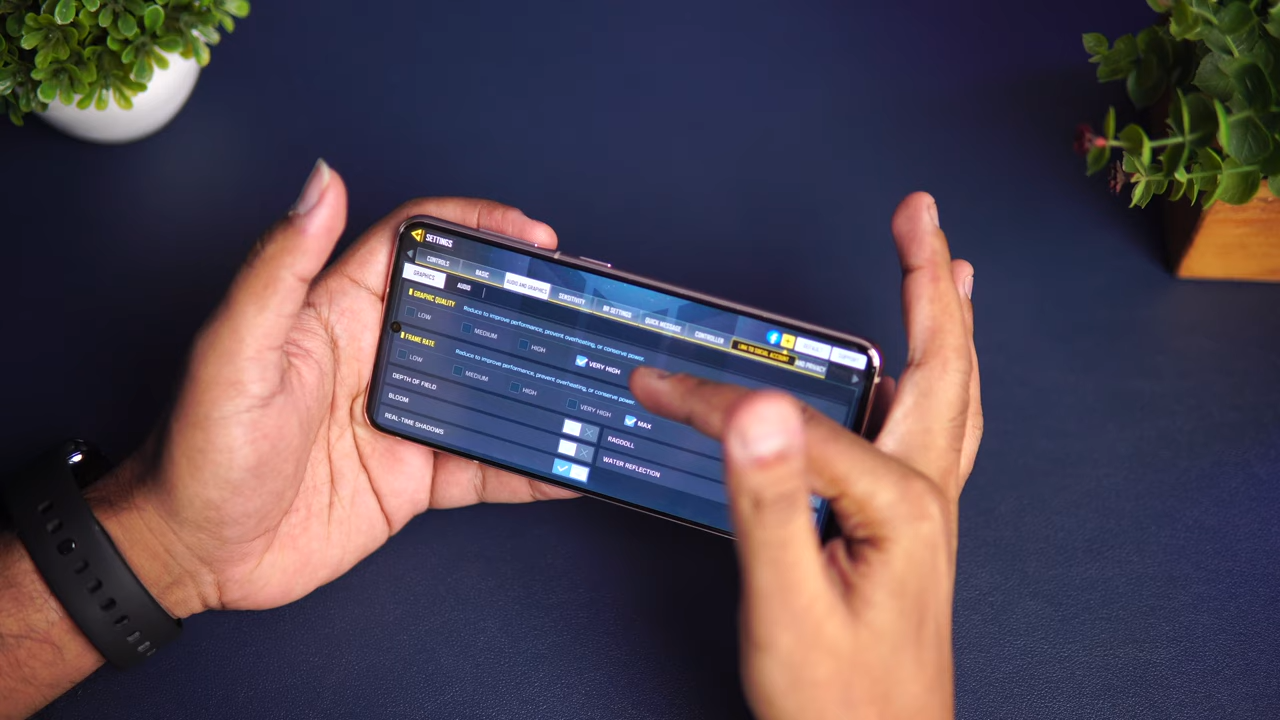 SETTINGS
CONTROLS BASIC AUDIO AND GRAPHICS SENSITIVITY BR SETTINGS QUICK MESSAGE CONTROLLER LINK TO SOCIAL ACCOUNT AND PRIVACY
SUPPORT
GRAPHICS AUDIO
GRAPHIC QUALITY Reduce to improve performance, prevent overheating, or conserve power.
LOW MEDIUM HIGH VERY HIGH
FRAME RATE Reduce to improve performance, prevent overheating, or conserve power.
LOW MEDIUM HIGH VERY HIGH MAX
DEPTH OF FIELD RAGDOLL
BLOOM WATER REFLECTION
REAL-TIME SHADOWS